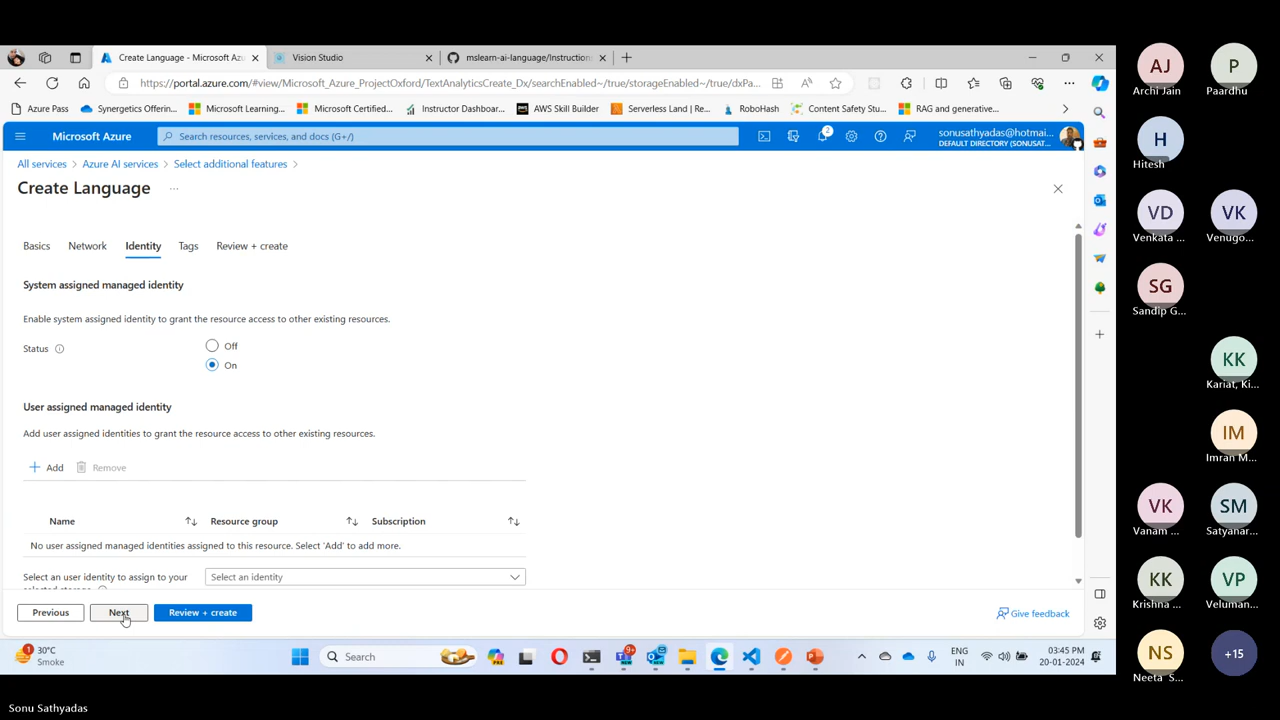 Create Language - Microsoft Azu
Vision Studio
mslearn-ai-language/Instruction
https://portal.azure.com/#view/Microsoft_Azure_ProjectOxford/TextAnalyticsCreate_Dx/searchEnabled~/true/storageEnabled~/true/dxPa...
Azure Pass
Synergetics Offerin...
Microsoft Learning...
Microsoft Certified...
Instructor Dashboar...
AWS Skill Builder
Serverless Land | Re...
RoboHash
Content Safety Stu...
RAG and generative...
Microsoft Azure
Search resources, services, and docs (G+/)
2
sonusathyadas@hotmai...
DEFAULT DIRECTORY (SONUSAT...
All services > Azure AI services > Select additional features >
Create Language ...
Basics
Network
Identity
Tags
Review + create
System assigned managed identity
Enable system assigned identity to grant the resource access to other existing resources.
Status
Off
On
User assigned managed identity
Add user assigned identities to grant the resource access to other existing resources.
+ Add
Remove
Name
Resource group
Subscription
No user assigned managed identities assigned to this resource. Select 'Add' to add more.
Select an user identity to assign to your
Select an identity
Previous
Next
Review + create
Give feedback
1
30°C
Smoke
Search
PRE
NEW
9+
NEW
ENG
IN
03:45 PM
20-01-2024
AJ
Archi Jain
P
Paardhu
H
Hitesh
VD
Venkata ...
VK
Venugo...
SG
Sandip G...
KK
Kariat, Ki...
IM
Imran M...
VK
Vanam ...
SM
Satyanar...
KK
Krishna ...
VP
Veluman...
NS
Neeta S...
+15
Sonu Sathyadas